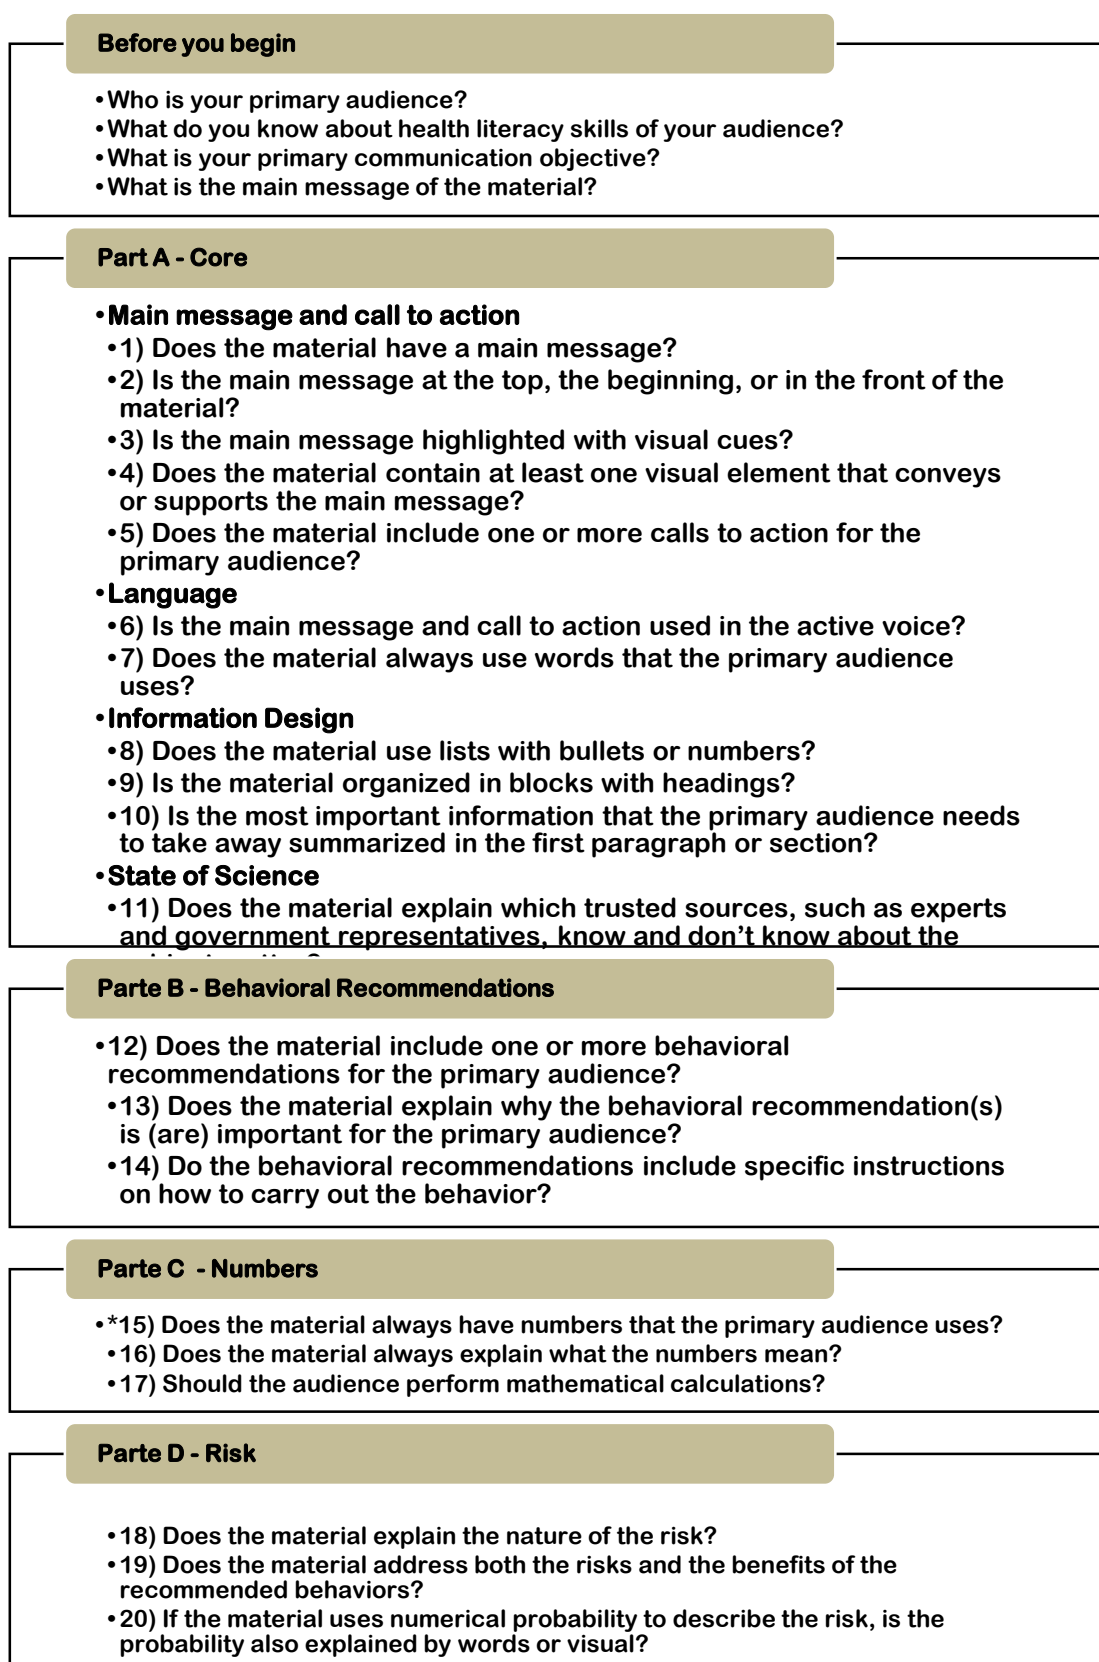 Before you begin
•Who is your primary audience?
•What do you know about health literacy skills of your audience?
•What is your primary communication objective?
•What is the main message of the material?
Part A - Core
•Main message and call to action
•1) Does the material have a main message?
•2) Is the main message at the top, the beginning, or in the front of the
material?
•3) Is the main message highlighted with visual cues?
•4) Does the material contain at least one visual element that conveys
or supports the main message?
•5) Does the material include one or more calls to action for the
primary audience?
•Language
•6) Is the main message and call to action used in the active voice?
•7) Does the material always use words that the primary audience
uses?
•Information Design
•8) Does the material use lists with bullets or numbers?
•9) Is the material organized in blocks with headings?
•10) Is the most important information that the primary audience needs
to take away summarized in the first paragraph or section?
•State of Science
•11) Does the material explain which trusted sources, such as experts
and government representatives, know and don't know about the
Parte B - Behavioral Recommendations
•12) Does the material include one or more behavioral
recommendations for the primary audience?
•13) Does the material explain why the behavioral recommendation(s)
is (are) important for the primary audience?
•14) Do the behavioral recommendations include specific instructions
on how to carry out the behavior?
Parte C - Numbers
•*15) Does the material always have numbers that the primary audience uses?
•16) Does the material always explain what the numbers mean?
•17) Should the audience perform mathematical calculations?
Parte D - Risk
•18) Does the material explain the nature of the risk?
•19) Does the material address both the risks and the benefits of the
recommended behaviors?
•20) If the material uses numerical probability to describe the risk, is the
probability also explained by words or visual?